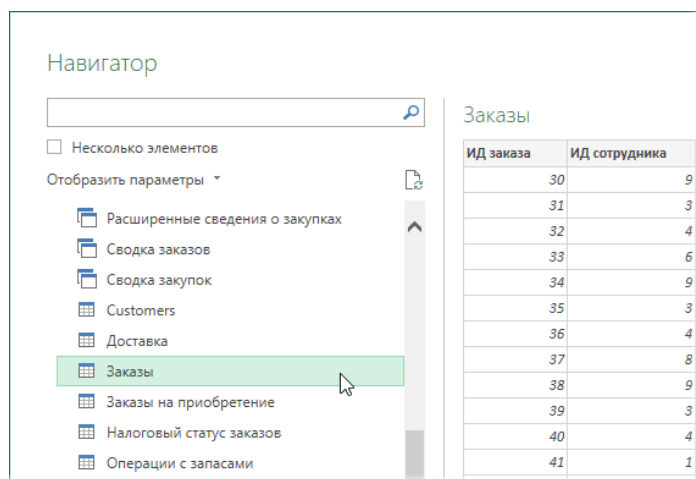 Навигатор
Несколько элементов
Отобразить параметры
Расширенные сведения о закупках
Сводка заказов
Сводка закупок
Customers
Доставка
Заказы
Заказы на приобретение
Налоговый статус заказов
Операции с запасами
Заказы
ИД заказа ИД сотрудника
30 9
31 3
32 4
33 6
34 9
35 3
36 4
37 8
38 9
39 3
40 4
41 1